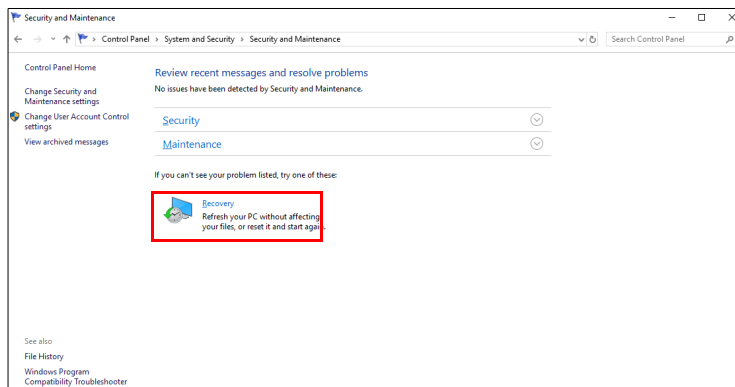 Security and Maintenance
Control Panel > System and Security > Security and Maintenance
Search Control Panel
Control Panel Home
Change Security and
Maintenance settings
Change User Account Control
settings
View archived messages
Review recent messages and resolve problems
No issues have been detected by Security and Maintenance.
Security
Maintenance
If you can't see your problem listed, try one of these:
Recovery
Refresh your PC without affecting
your files, or reset it and start again.
See also
File History
Windows Program
Compatibility Troubleshooter